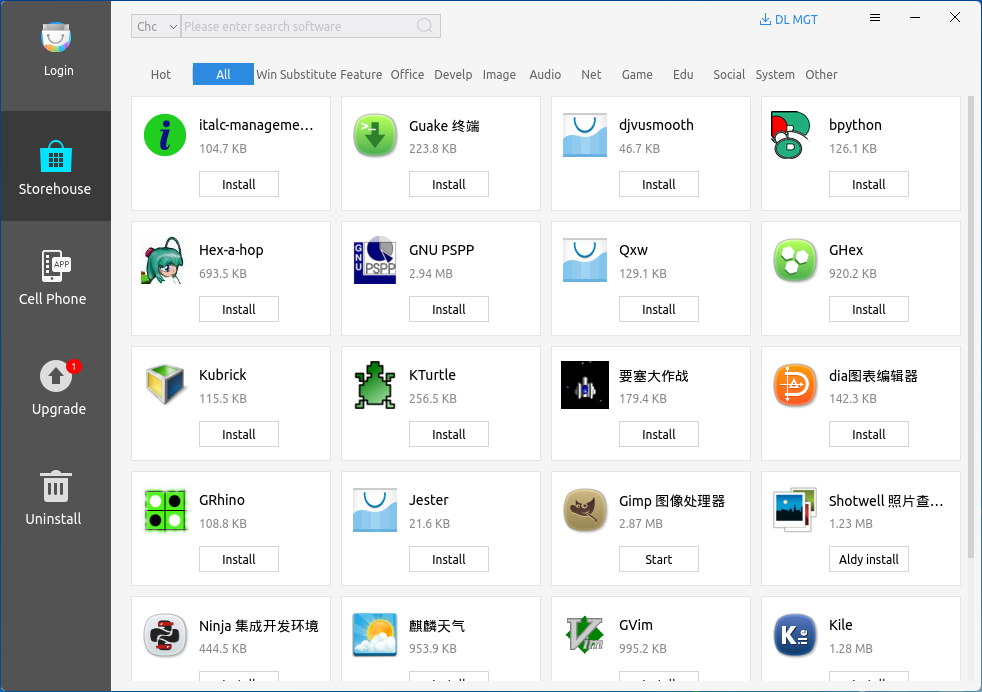 Login
Storehouse
APP
Cell Phone
1
Upgrade
Uninstall
Chc
Please enter search software
DL MGT
Hot All Win Substitute Feature Office Develp Image Audio Net Game Edu Social System Other
italc-manageme...
104.7 KB
Install
Guake 终端
223.8 KB
Install
djvusmooth
46.7 KB
Install
bpython
126.1 KB
Install
Hex-a-hop
693.5 KB
Install
GNU PSPP
GNU PSPP
2.94 MB
Install
Qxw
129.1 KB
Install
GHex
920.2 KB
Install
Kubrick
115.5 KB
Install
KTurtle
256.5 KB
Install
要塞大作战
179.4 KB
Install
dia图表编辑器
142.3 KB
Install
GRhino
108.8 KB
Install
Jester
21.6 KB
Install
Gimp 图像处理器
2.87 MB
Start
Shotwell 照片查...
1.23 MB
Aldy install
Ninja 集成开发环境
444.5 KB
麒麟天气
953.9 KB
Vim
GVim
995.2 KB
Kile
Kile
1.28 MB